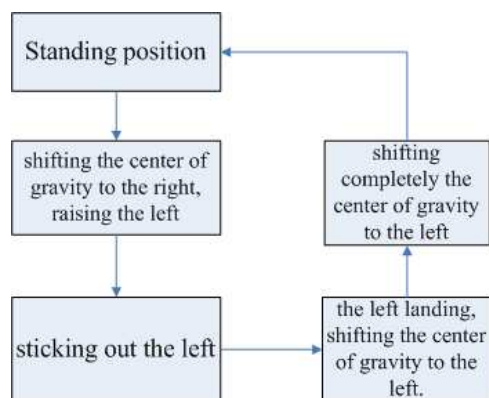 Standing position
shifting the center of
gravity to the right,
raising the left
sticking out the left
the left landing,
shifting the center
of gravity to the
left.
shifting
completely the
center of gravity
to the left